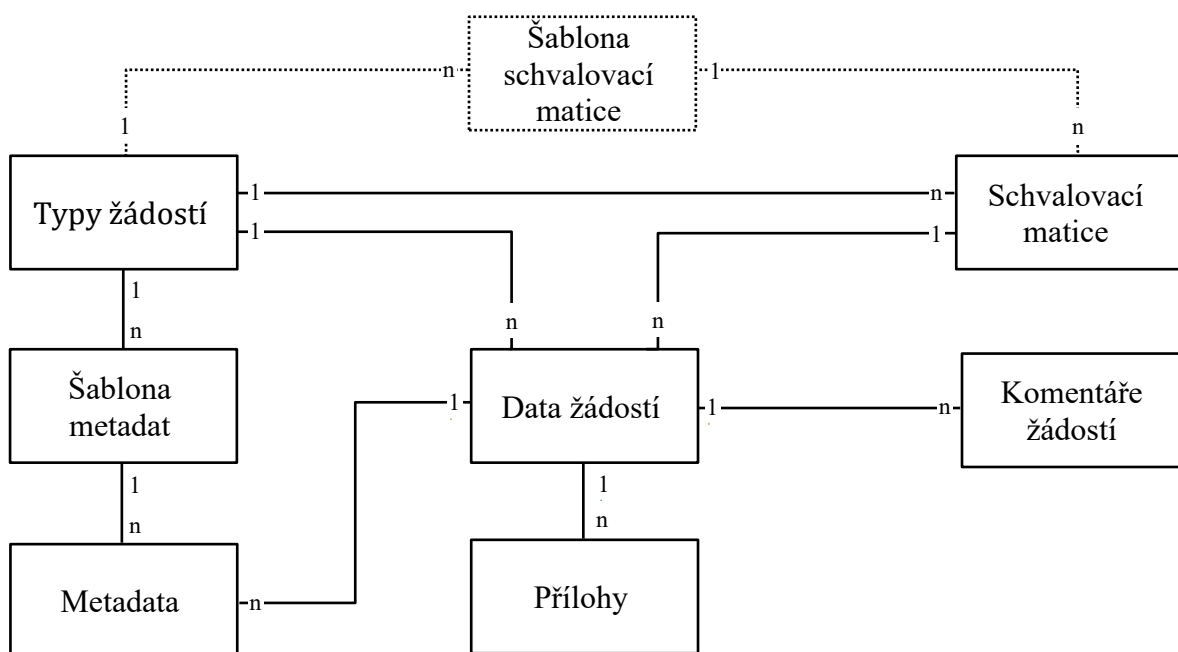 Šablona
schvalovací
matice
n
1
1
n
Typy žádostí
1
n
Schvalovací
matice
1
1
1
n
n
n
Šablona
metadat
1
Data žádostí
1
n
Komentáře
žádostí
1
n
1
n
Metadata
n
Přílohy